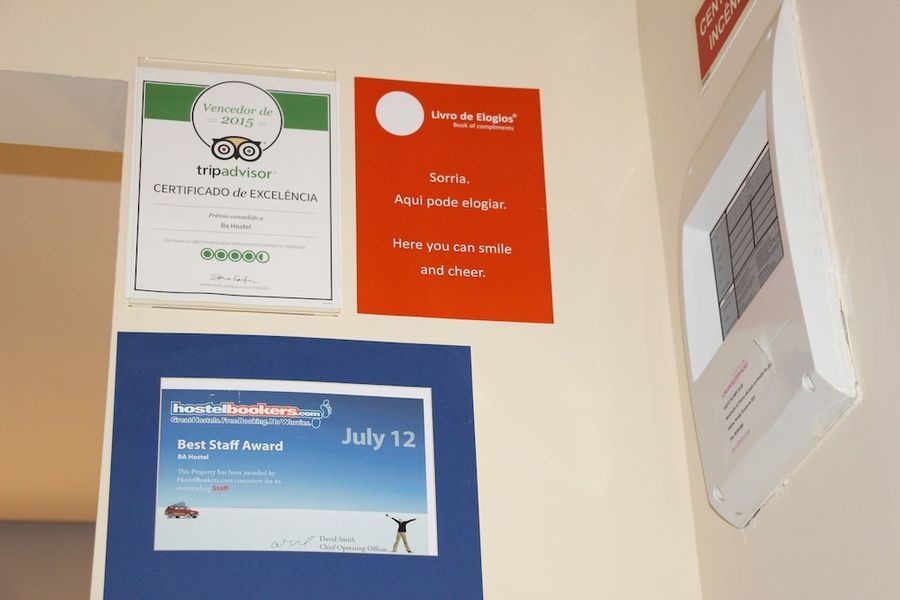 Vencedor de
2015
tripadvisor
CERTIFICADO de EXCELÊNCIA
Prêmio concedido a
Ba Hostel
Livro de Elogios®
Book of compliments
Sorria.
Aqui pode elogiar.
Here you can smile
and cheer.
CENT
INCÊN
hostelbookers.com
Great Hostels. Free Booking. No Worries.
Best Staff Award
BA Hostel
July 12
This Property has been awarded by
HostelBookers.com customers for its
outstanding Staff
David Smith
Chief Operating Officer